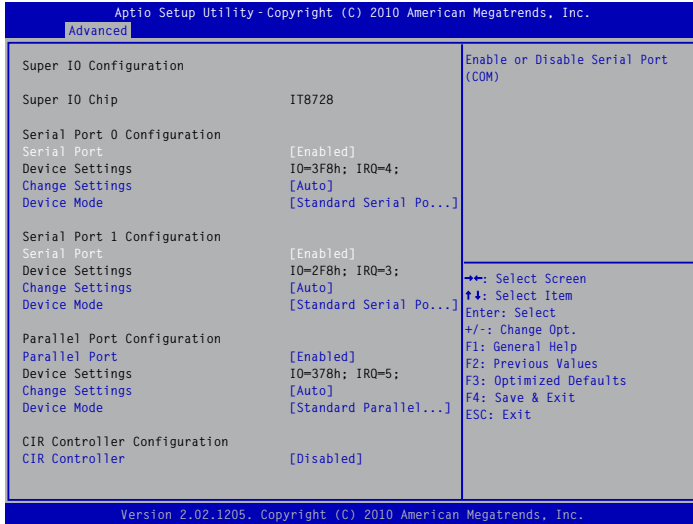 Aptio Setup Utility - Copyright (C) 2010 American Megatrends, Inc.
Advanced
Super IO Configuration
Super IO Chip IT8728
Serial Port 0 Configuration
Serial Port [Enabled]
Device Settings IO=3F8h; IRQ=4;
Change Settings [Auto]
Device Mode [Standard Serial Po...]
Serial Port 1 Configuration
Serial Port [Enabled]
Device Settings IO=2F8h; IRQ=3;
Change Settings [Auto]
Device Mode [Standard Serial Po...]
Parallel Port Configuration
Parallel Port [Enabled]
Device Settings IO=378h; IRQ=5;
Change Settings [Auto]
Device Mode [Standard Parallel...]
CIR Controller Configuration
CIR Controller [Disabled]
Enable or Disable Serial Port
(COM)
→←: Select Screen
↑↓: Select Item
Enter: Select
+/-: Change Opt.
F1: General Help
F2: Previous Values
F3: Optimized Defaults
F4: Save & Exit
ESC: Exit
Version 2.02.1205. Copyright (C) 2010 American Megatrends, Inc.